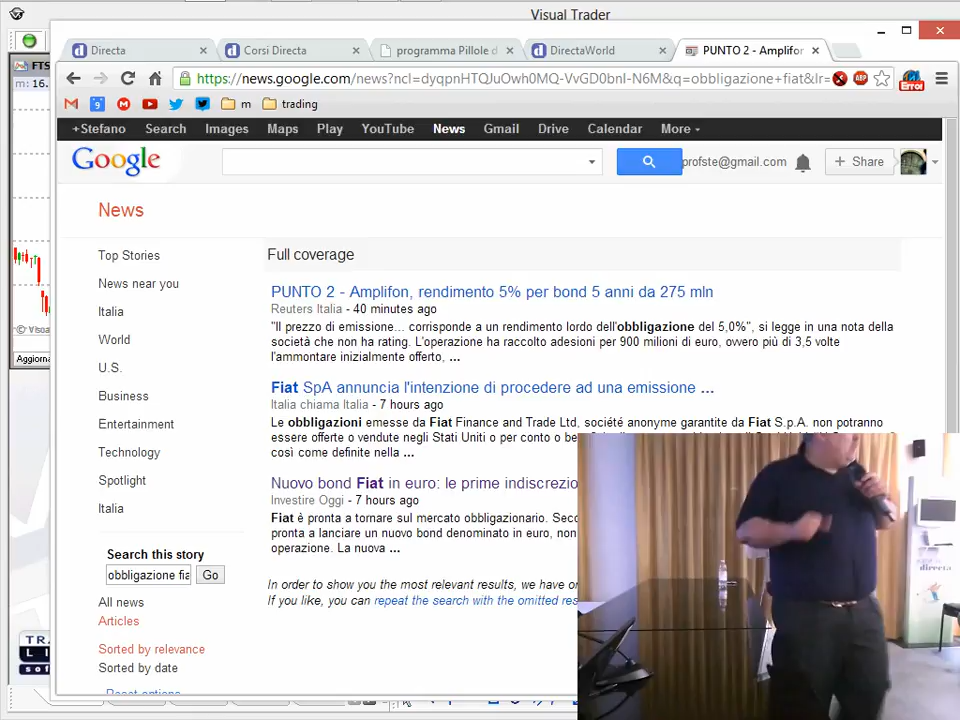 Visual Trader
Directa
Corsi Directa
programma Pillole d
DirectaWorld
PUNTO 2 - Amplifor
https://news.google.com/news?ncl=dyqpnHTQJuOwh0MQ-VvGD0bnI-N6M&q=obbligazione+fiat&lr=
ABP
Error
m
trading
FTS
m: 16.
+Stefano Search Images Maps Play YouTube News Gmail Drive Calendar More
Google
profste@gmail.com
+ Share
News
Top Stories
News near you
Italia
World
U.S.
Business
Entertainment
Technology
Spotlight
Italia
Search this story
obbligazione fia
Go
All news
Articles
Sorted by relevance
Sorted by date
Reset options
Full coverage
PUNTO 2 - Amplifon, rendimento 5% per bond 5 anni da 275 mln
Reuters Italia - 40 minutes ago
"Il prezzo di emissione... corrisponde a un rendimento lordo dell'obbligazione del 5,0%", si legge in una nota della
società che non ha rating. L'operazione ha raccolto adesioni per 900 milioni di euro, ovvero più di 3,5 volte
l'ammontare inizialmente offerto, ...
Fiat SpA annuncia l'intenzione di procedere ad una emissione ...
Italia chiama Italia - 7 hours ago
Le obbligazioni emesse da Fiat Finance and Trade Ltd, société anonyme garantite da Fiat S.p.A. non potranno
essere offerte o vendute negli Stati Uniti o per conto o be
così come definite nella ...
Nuovo bond Fiat in euro: le prime indiscrezio
Investire Oggi - 7 hours ago
Fiat è pronta a tornare sul mercato obbligazionario. Seco
pronta a lanciare un nuovo bond denominato in euro, non
operazione. La nuova ...
In order to show you the most relevant results, we have on
If you like, you can repeat the search with the omitted res
Aggiorna
directa